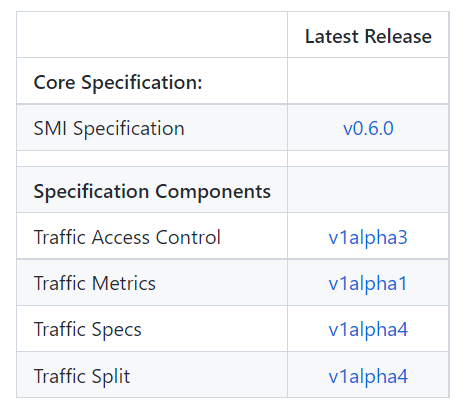 Latest Release
Core Specification:
SMI Specification v0.6.0
Specification Components
Traffic Access Control v1alpha3
Traffic Metrics v1alpha1
Traffic Specs v1alpha4
Traffic Split v1alpha4